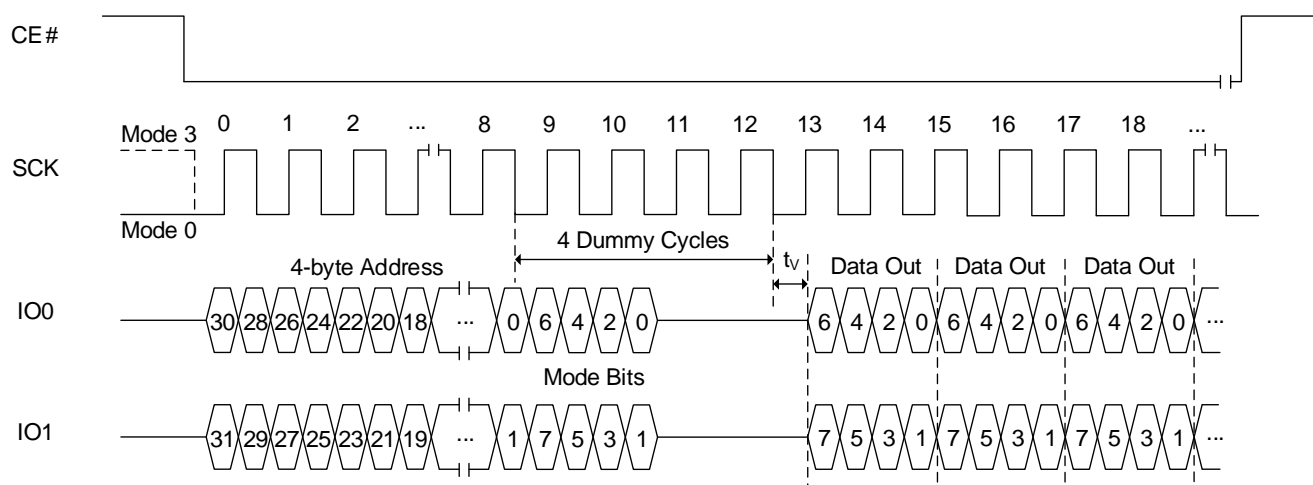 CE#
Mode 3
0 1 2 ... 8 9 10 11 12 13 14 15 16 17 18 ...
SCK
Mode 0
4 Dummy Cycles
4-byte Address
tV
Data Out Data Out Data Out
IO0
30 28 26 24 22 20 18 ... 0 6 4 2 0 6 4 2 0 6 4 2 0 6 4 2 0 ...
Mode Bits
IO1
31 29 27 25 23 21 19 ... 1 7 5 3 1 7 5 3 1 7 5 3 1 7 5 3 1 ...